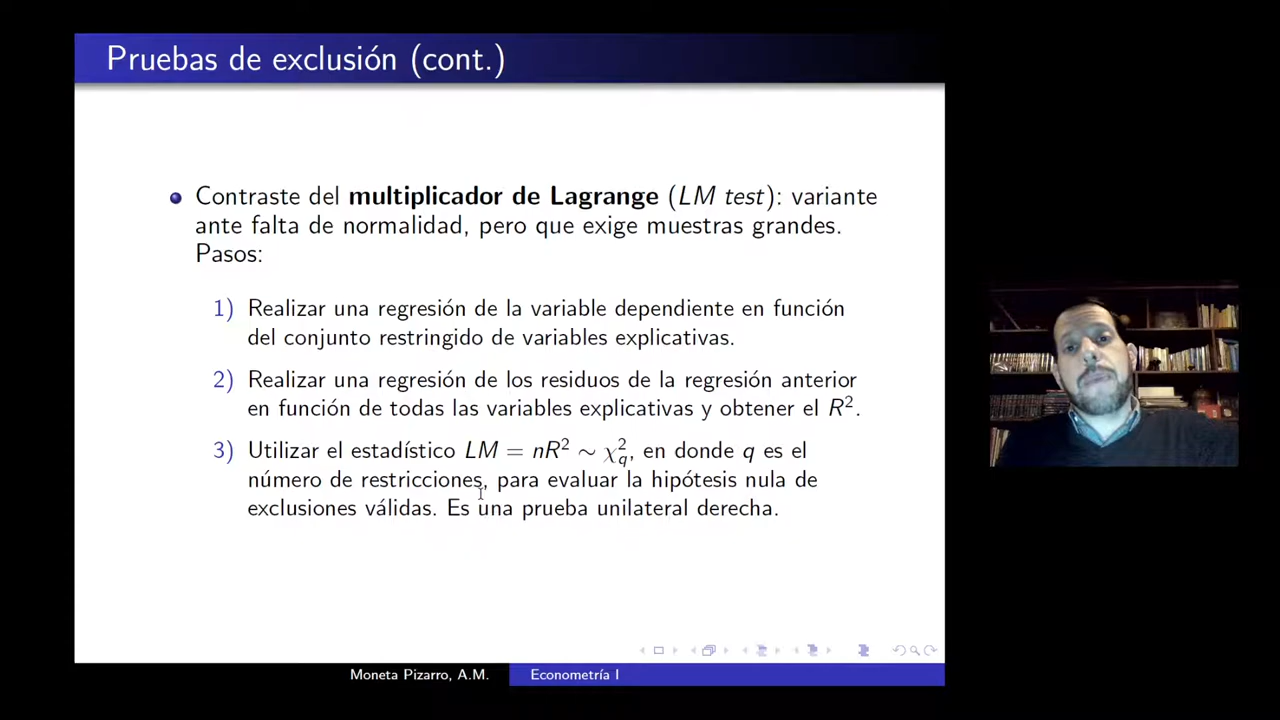 Pruebas de exclusión (cont.)
Contraste del multiplicador de Lagrange (LM test): variante
ante falta de normalidad, pero que exige muestras grandes.
Pasos:
1) Realizar una regresión de la variable dependiente en función
del conjunto restringido de variables explicativas.
2) Realizar una regresión de los residuos de la regresión anterior
en función de todas las variables explicativas y obtener el R².
3) Utilizar el estadístico LM = nR² ∼ χ²_q, en donde q es el
número de restricciones, para evaluar la hipótesis nula de
exclusiones válidas. Es una prueba unilateral derecha.
Moneta Pizarro, A.M. Econometría I